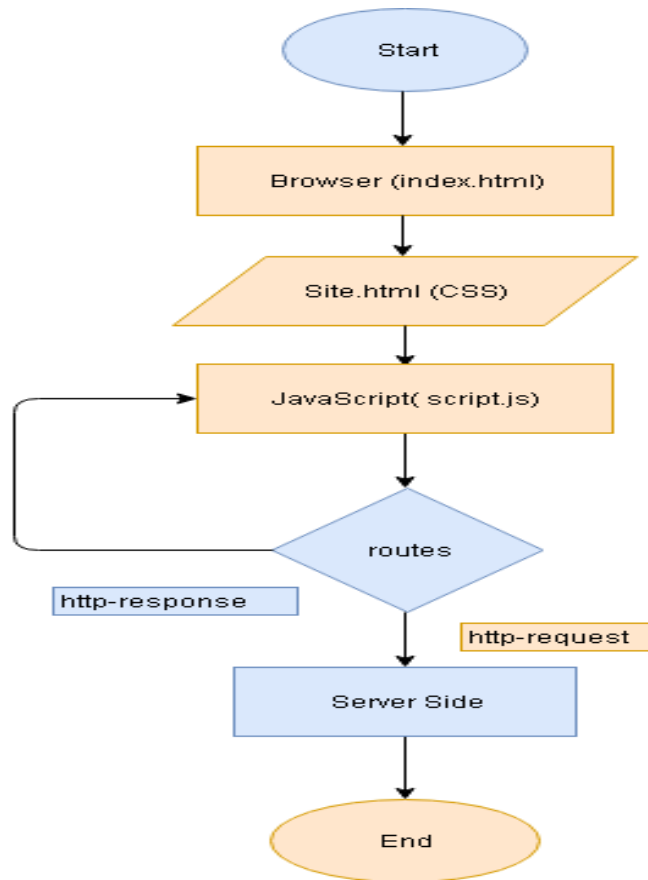 Start
Browser (index.html)
Site.html (CSS)
JavaScript( script.js)
routes
http-response
http-request
Server Side
End